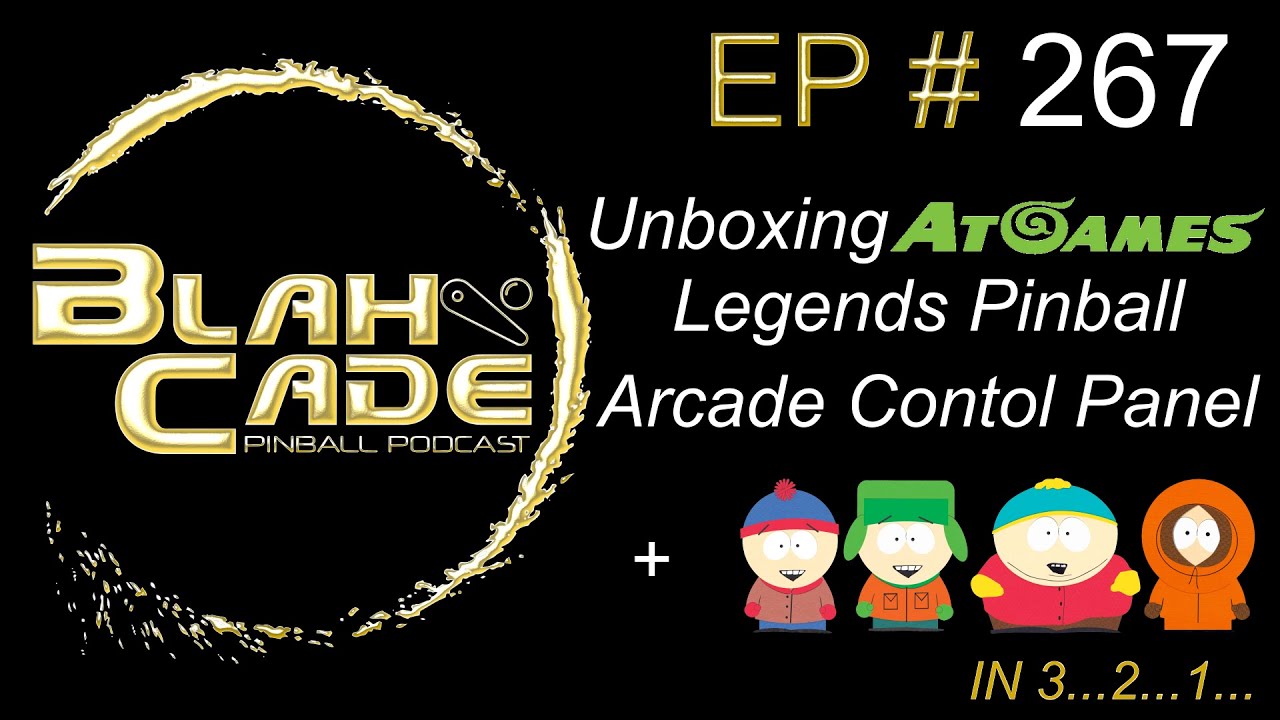 BLAH
CADE
PINBALL PODCAST
EP # 267
Unboxing ATGAMES
Legends Pinball
Arcade Contol Panel
+
IN 3...2...1...